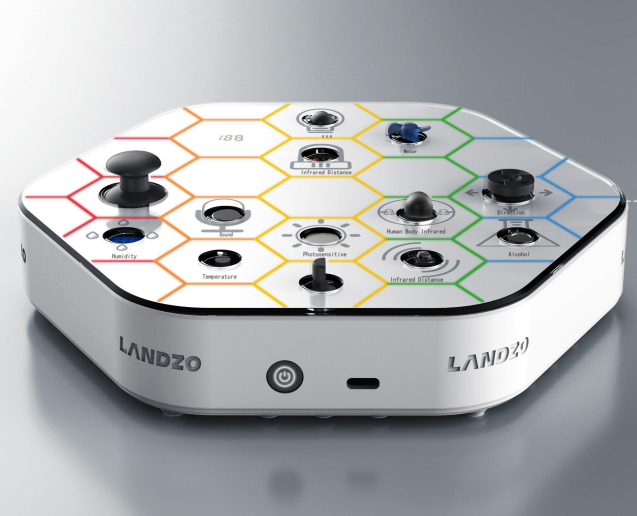 :88
Motor
Infrared Distance
Direction
Sound
Human Body Infrared
Humidity
Photosensitive
Alcohol
Temperature
Infrared Distance
LANDZO
LANDZO